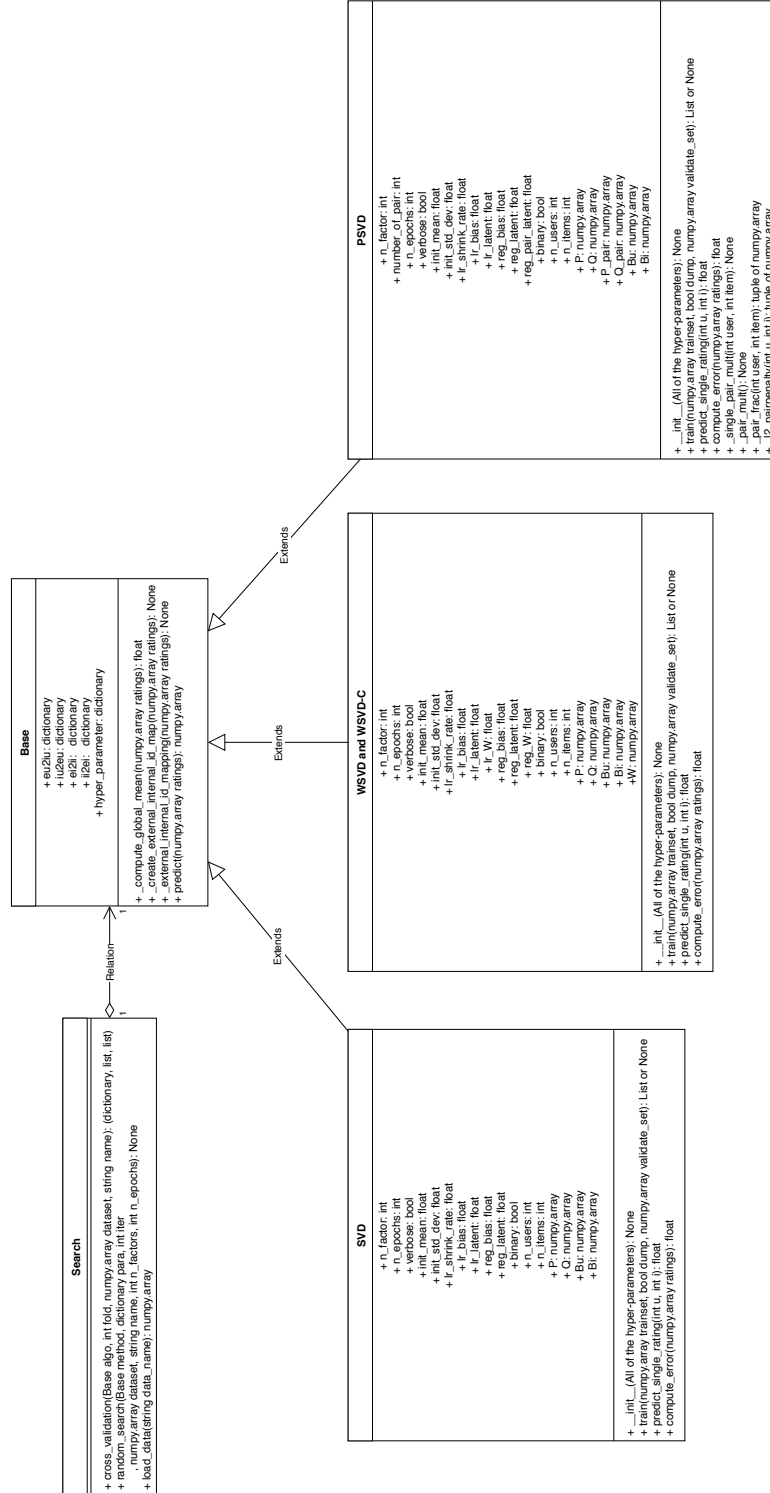 Search
+ cross_validation(Base algo, int fold, numpy.array dataset, string name): (dictionary, list, list)
+ random_search(Base method, dictionary para, int iter
, numpy.array dataset, string name, int n_factors, int n_epochs): None
+ load_data(string data_name): numpy.array
1
Relation
1
Base
+ eu2iu: dictionary
+ iu2eu: dictionary
+ ei2ii: dictionary
+ ii2ei: dictionary
+ hyper_parameter: dictionary
+ _compute_global_mean(numpy.array ratings): float
+ _create_external_internal_id_map(numpy.array ratings): None
+ _external_internal_id_mapping(numpy.array ratings): None
+ predict(numpy.array ratings): numpy.array
Extends
Extends
Extends
SVD
+ n_factor: int
+ n_epochs: int
+ verbose: bool
+ init_mean: float
+ init_std_dev: float
+ lr_shrink_rate: float
+ lr_bias: float
+ lr_latent: float
+ reg_bias: float
+ reg_latent: float
+ binary: bool
+ n_users: int
+ n_items: int
+ P: numpy.array
+ Q: numpy.array
+ Bu: numpy.array
+ Bi: numpy.array
+ __init__(All of the hyper-parameters): None
+ train(numpy.array trainset, bool dump, numpy.array validate_set): List or None
+ predict_single_rating(int u, int i): float
+ compute_error(numpy.array ratings): float
WSVD and WSVD-C
+ n_factor: int
+ n_epochs: int
+ verbose: bool
+ init_mean: float
+ init_std_dev: float
+ lr_shrink_rate: float
+ lr_bias: float
+ lr_latent: float
+ lr_W: float
+ reg_bias: float
+ reg_latent: float
+ reg_W: float
+ binary: bool
+ n_users: int
+ n_items: int
+ P: numpy.array
+ Q: numpy.array
+ Bu: numpy.array
+ Bi: numpy.array
+W: numpy.array
+ __init__(All of the hyper-parameters): None
+ train(numpy.array trainset, bool dump, numpy.array validate_set): List or None
+ predict_single_rating(int u, int i): float
+ compute_error(numpy.array ratings): float
PSVD
+ n_factor: int
+ number_of_pair: int
+ n_epochs: int
+ verbose: bool
+ init_mean: float
+ init_std_dev: float
+ lr_shrink_rate: float
+ lr_bias: float
+ lr_latent: float
+ reg_bias: float
+ reg_latent: float
+ reg_pair_latent: float
+ binary: bool
+ n_users: int
+ n_items: int
+ P: numpy.array
+ Q: numpy.array
+ P_pair: numpy.array
+ Q_pair: numpy.array
+ Bu: numpy.array
+ Bi: numpy.array
+ __init__(All of the hyper-parameters): None
+ train(numpy.array trainset, bool dump, numpy.array validate_set): List or None
+ predict_single_rating(int u, int i): float
+ compute_error(numpy.array ratings): float
+ _single_pair_mult(int user, int item): None
+ _pair_mult(): None
+ _pair_frac(int user, int item): tuple of numpy.array
+ _l2_pairpenalty(int u, int i): tuple of numpy.array